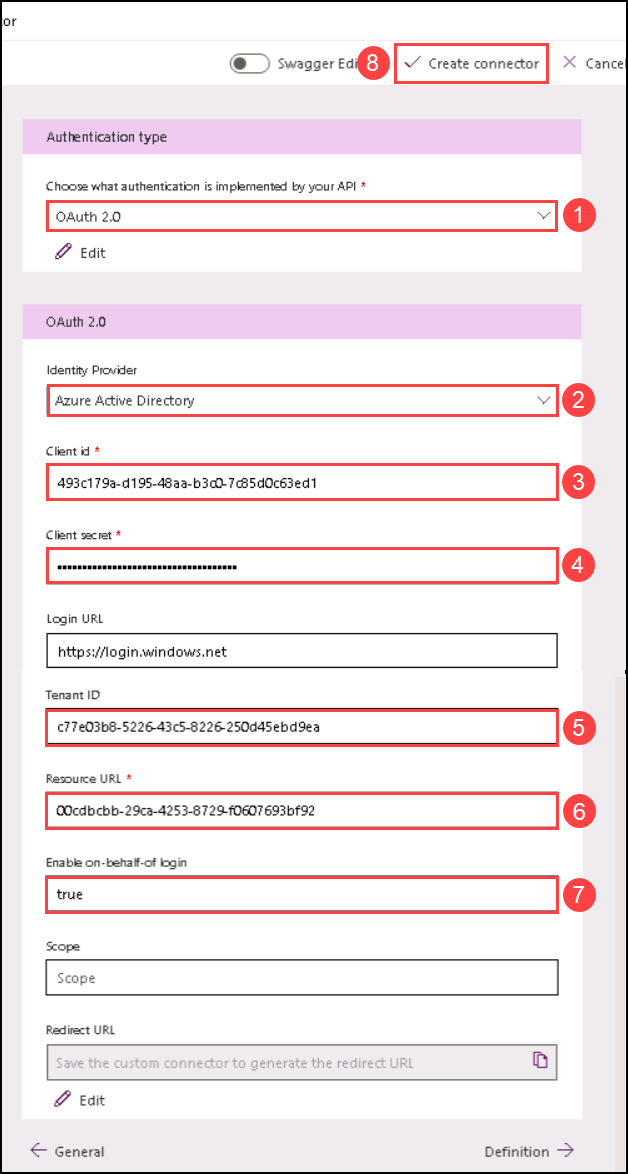 tor
Swagger Edi 8 Create connector Cancel
Authentication type
Choose what authentication is implemented by your API *
OAuth 2.0 1
Edit
OAuth 2.0
Identity Provider
Azure Active Directory 2
Client id *
493c179a-d195-48aa-b3c0-7c85d0c63ed1 3
Client secret *
•••••••••••••••••••••••••••••••••••• 4
Login URL
https://login.windows.net
Tenant ID
c77e03b8-5226-43c5-8226-250d45ebd9ea 5
Resource URL *
00cdbcbb-29ca-4253-8729-f0607693bf92 6
Enable on-behalf-of login
true 7
Scope
Scope
Redirect URL
Save the custom connector to generate the redirect URL
Edit
General Definition